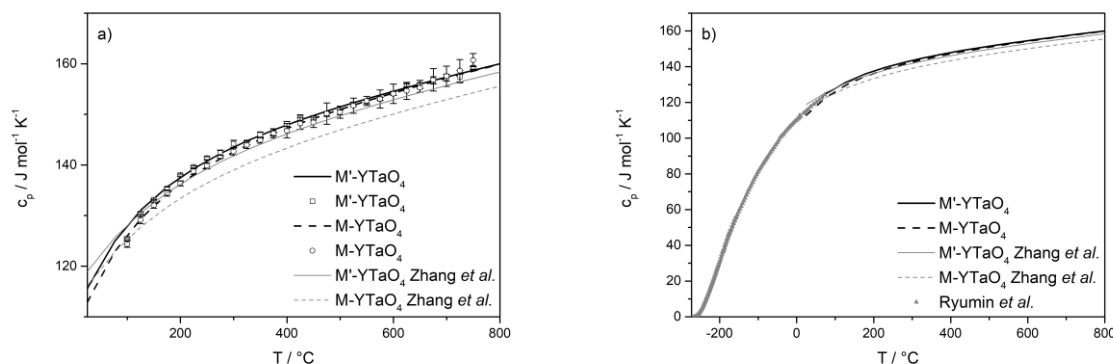 a)
160
140
120
c_p / J mol⁻¹ K⁻¹
M'-YTaO₄
M'-YTaO₄
M-YTaO₄
M-YTaO₄
M'-YTaO₄ Zhang et al.
M-YTaO₄ Zhang et al.
200 400 600 800
T / °C
b)
160
140
120
100
80
60
40
20
0
c_p / J mol⁻¹ K⁻¹
M'-YTaO₄
M-YTaO₄
M'-YTaO₄ Zhang et al.
M-YTaO₄ Zhang et al.
Ryumin et al.
-200 0 200 400 600 800
T / °C